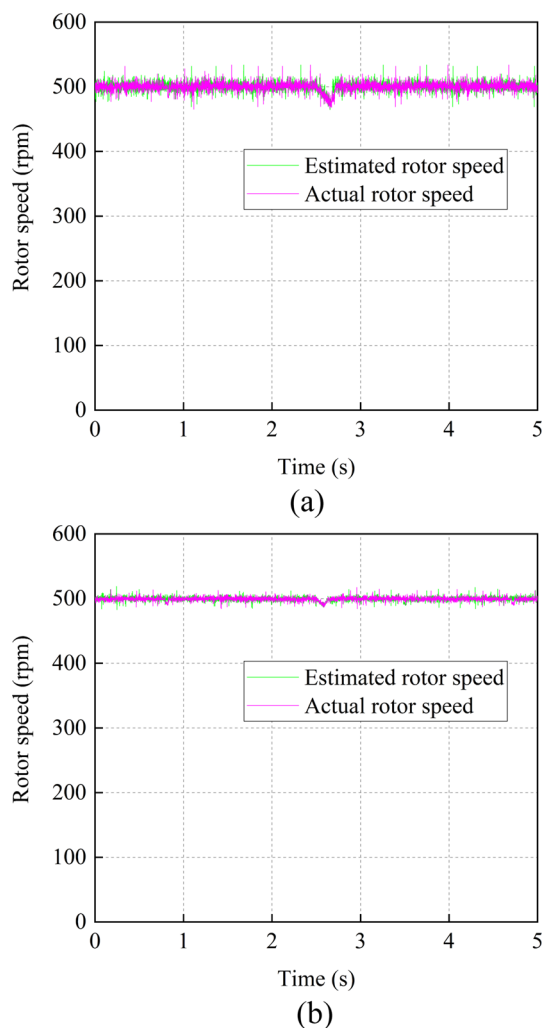 600
500
400
300
200
100
0
Rotor speed (rpm)
Estimated rotor speed
Actual rotor speed
0 1 2 3 4 5
Time (s)
(a)
600
500
400
300
200
100
0
Rotor speed (rpm)
Estimated rotor speed
Actual rotor speed
0 1 2 3 4 5
Time (s)
(b)